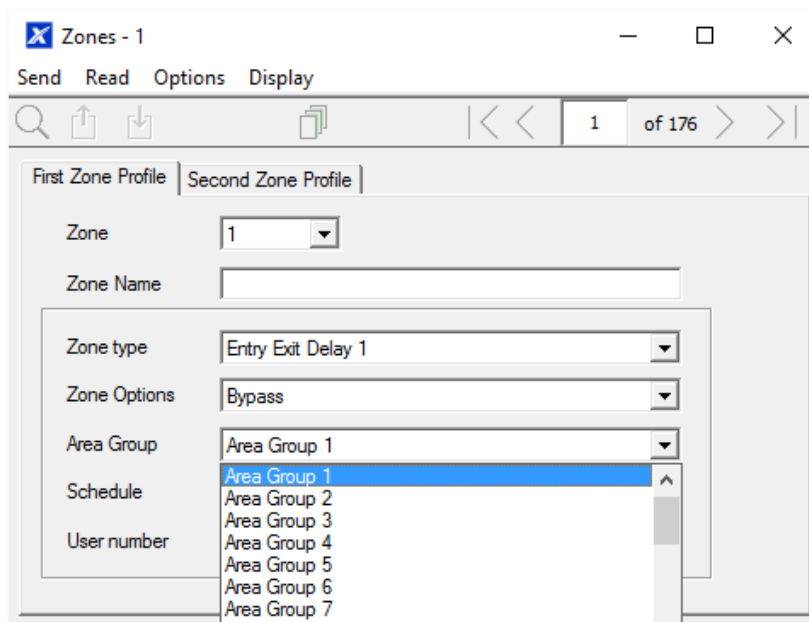 Zones - 1
Send Read Options Display
1 of 176
First Zone Profile Second Zone Profile
Zone 1
Zone Name
Zone type Entry Exit Delay 1
Zone Options Bypass
Area Group Area Group 1
Area Group 1
Schedule
Area Group 2
Area Group 3
Area Group 4
User number
Area Group 5
Area Group 6
Area Group 7